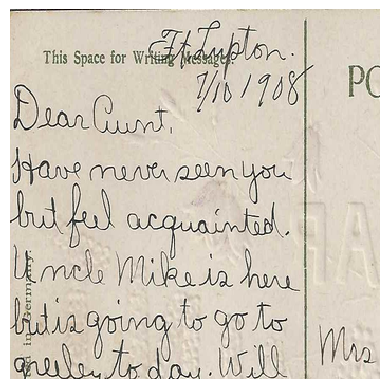 Ft Lupton.
This Space for Writing Messages.
7/10 1908
PO
Dear Aunt,
Have never seen you
but feel acquainted.
Uncle Mike is here
but is going to go to
Mrs
greeley to day. Will
in Germany.